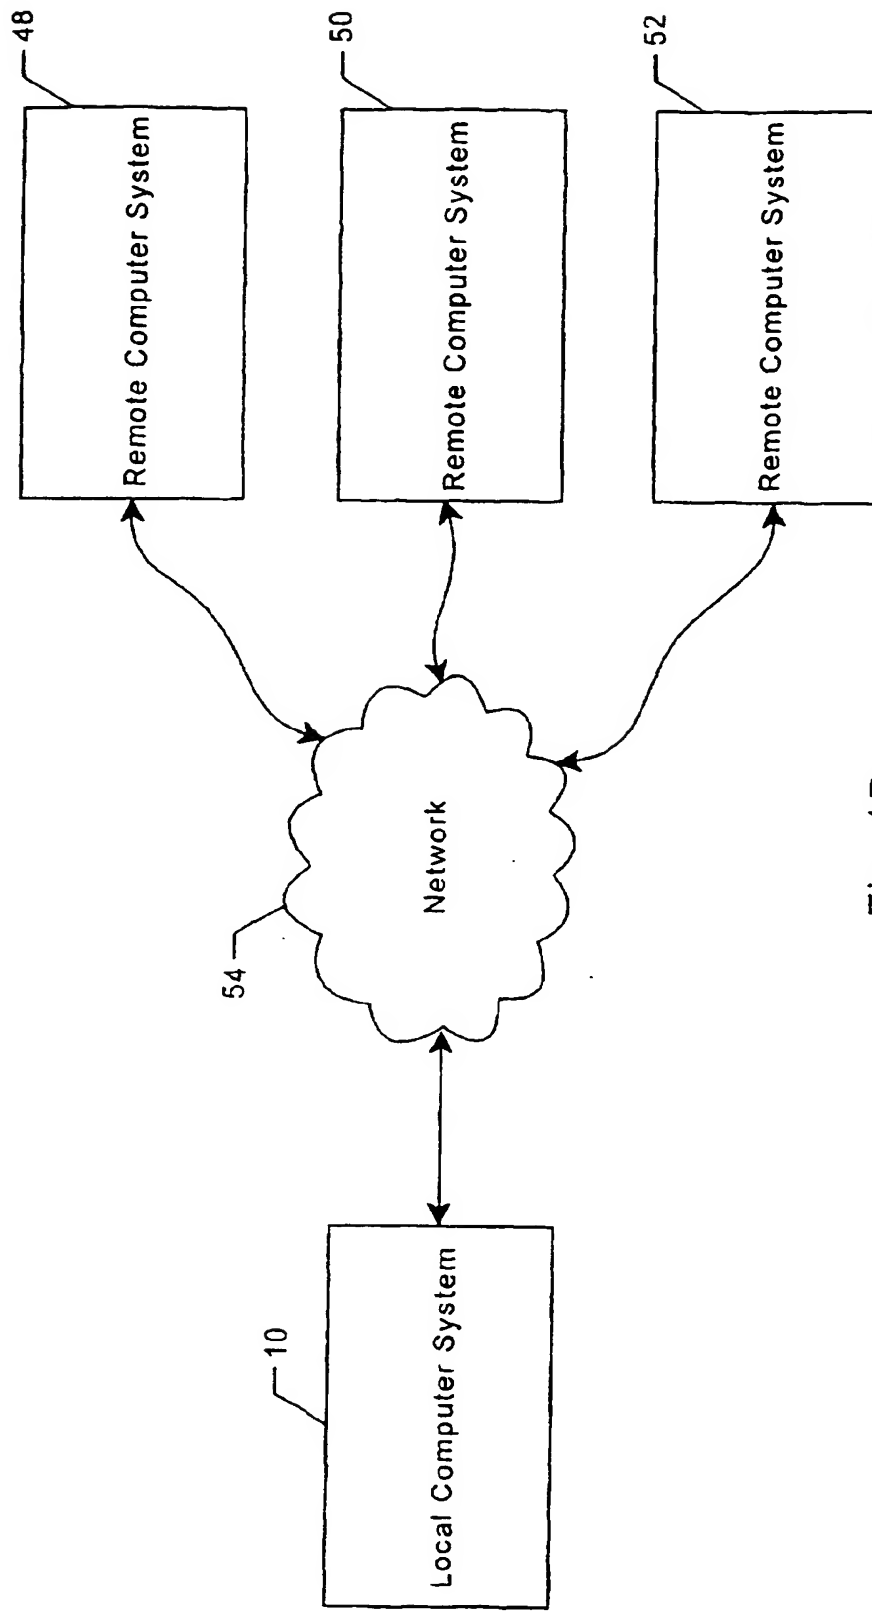 48
Remote Computer System
50
Remote Computer System
52
Remote Computer System
54
Network
10
Local Computer System